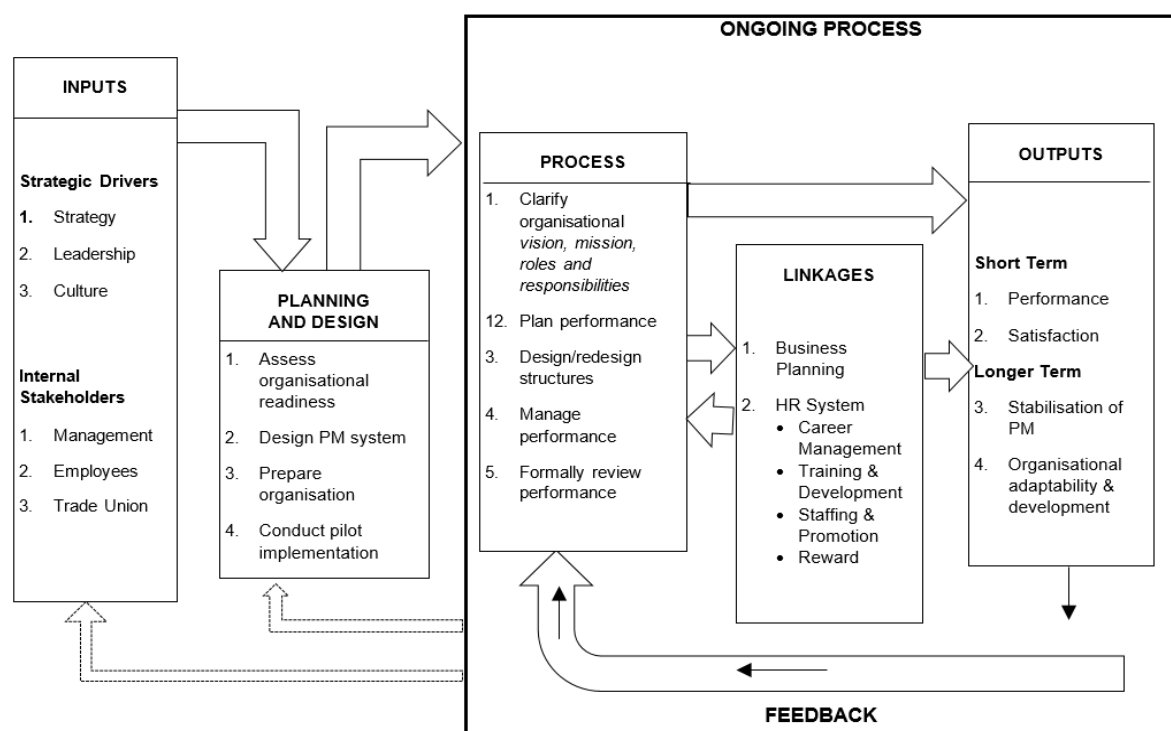 ONGOING PROCESS
INPUTS
Strategic Drivers
1. Strategy
2. Leadership
3. Culture
Internal
Stakeholders
1. Management
2. Employees
3. Trade Union
PLANNING
AND DESIGN
1. Assess
organisational
readiness
2. Design PM system
3. Prepare
organisation
4. Conduct pilot
implementation
PROCESS
1. Clarify
organisational
vision, mission,
roles and
responsibilities
12. Plan performance
3. Design/redesign
structures
4. Manage
performance
5. Formally review
performance
LINKAGES
1. Business
Planning
2. HR System
• Career
Management
• Training &
Development
• Staffing &
Promotion
• Reward
OUTPUTS
Short Term
1. Performance
2. Satisfaction
Longer Term
3. Stabilisation of
PM
4. Organisational
adaptability &
development
FEEDBACK